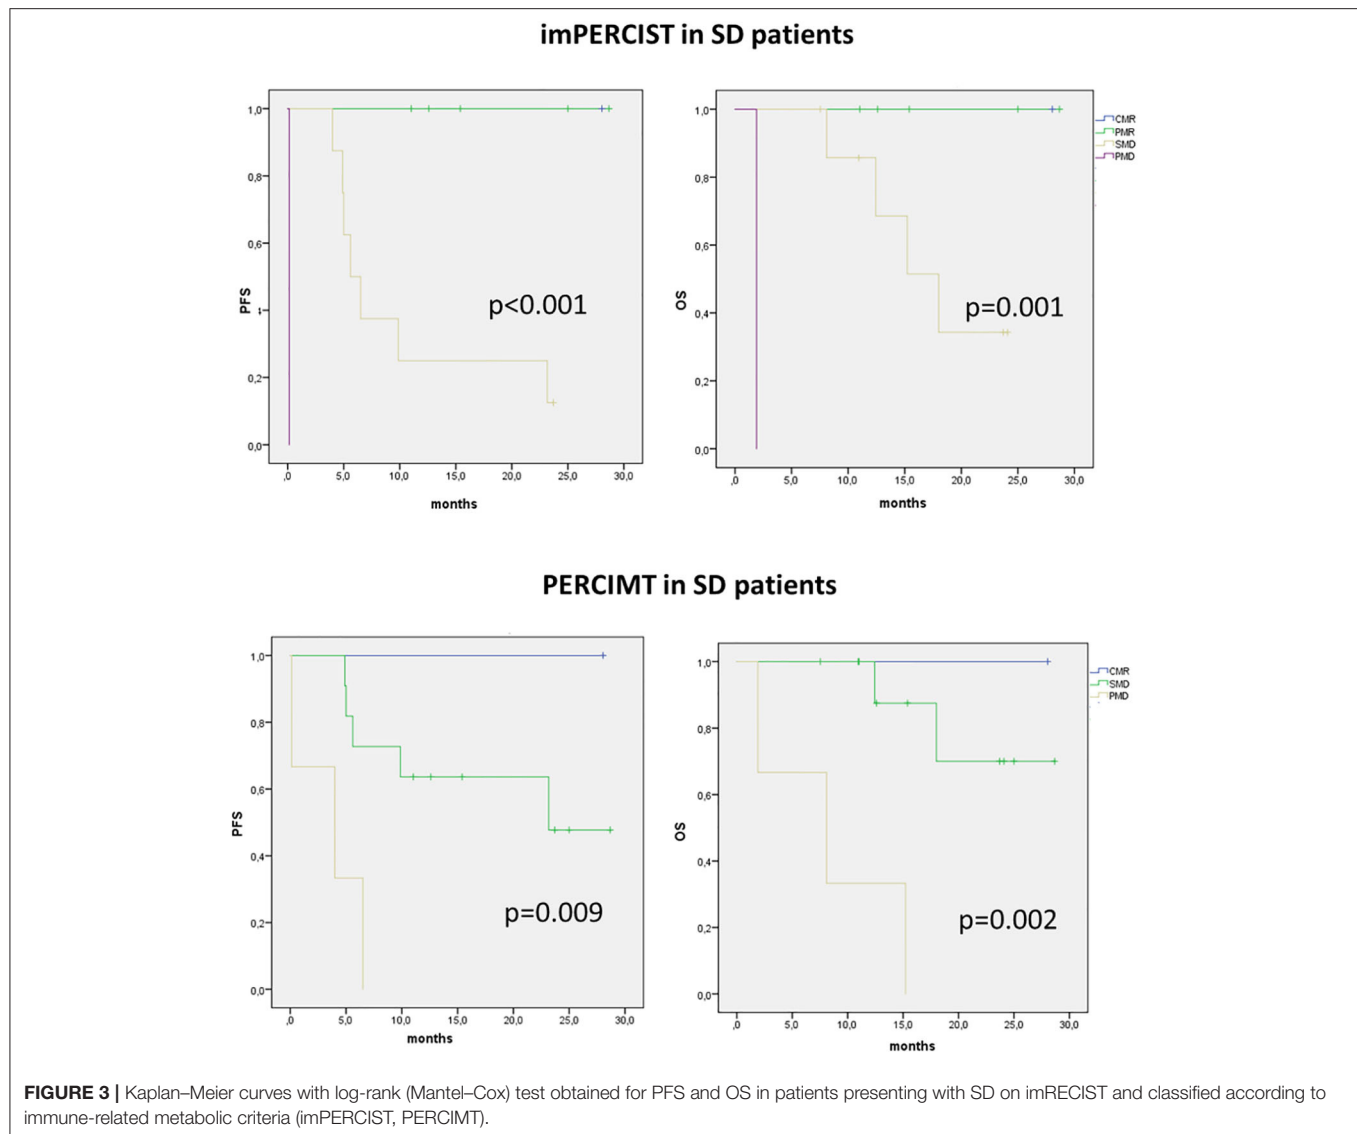 imPERCIST in SD patients
1,0
0,8
0,6
1
0,2
0,0
PFS
p<0.001
,0 5,0 10,0 15,0 20,0 25,0 30,0
months
1,0
0,8
0,6
0,4
0,2
0,0
OS
p=0.001
,0 5,0 10,0 15,0 20,0 25,0 30,0
months
CMR
PMR
SMD
PMD
PERCIMT in SD patients
1,0
0,8
0,6
0,4
0,2
0,0
PFS
p=0.009
,0 5,0 10,0 15,0 20,0 25,0 30,0
months
1,0
0,8
0,6
0,4
0,2
0,0
OS
p=0.002
,0 5,0 10,0 15,0 20,0 25,0 30,0
months
CMR
SMD
PMD
FIGURE 3 | Kaplan–Meier curves with log-rank (Mantel–Cox) test obtained for PFS and OS in patients presenting with SD on imRECIST and classified according to
immune-related metabolic criteria (imPERCIST, PERCIMT).